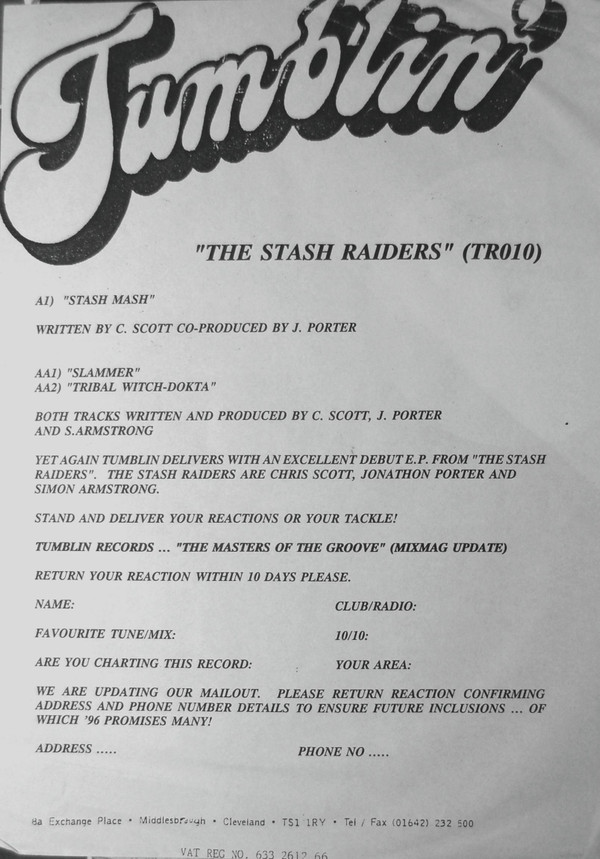 Tumblin'
"THE STASH RAIDERS" (TR010)
A1) "STASH MASH"
WRITTEN BY C. SCOTT CO-PRODUCED BY J. PORTER
AA1) "SLAMMER"
AA2) "TRIBAL WITCH-DOKTA"
BOTH TRACKS WRITTEN AND PRODUCED BY C. SCOTT, J. PORTER
AND S.ARMSTRONG
YET AGAIN TUMBLIN DELIVERS WITH AN EXCELLENT DEBUT E.P. FROM "THE STASH
RAIDERS". THE STASH RAIDERS ARE CHRIS SCOTT, JONATHON PORTER AND
SIMON ARMSTRONG.
STAND AND DELIVER YOUR REACTIONS OR YOUR TACKLE!
TUMBLIN RECORDS ... "THE MASTERS OF THE GROOVE" (MIXMAG UPDATE)
RETURN YOUR REACTION WITHIN 10 DAYS PLEASE.
NAME: CLUB/RADIO:
FAVOURITE TUNE/MIX: 10/10:
ARE YOU CHARTING THIS RECORD: YOUR AREA:
WE ARE UPDATING OUR MAILOUT. PLEASE RETURN REACTION CONFIRMING
ADDRESS AND PHONE NUMBER DETAILS TO ENSURE FUTURE INCLUSIONS ... OF
WHICH '96 PROMISES MANY!
ADDRESS ..... PHONE NO .....
8a Exchange Place • Middlesbrough • Cleveland • TS1 1RY • Tel / Fax (01642) 232 500
VAT REG NO. 633 2612 66